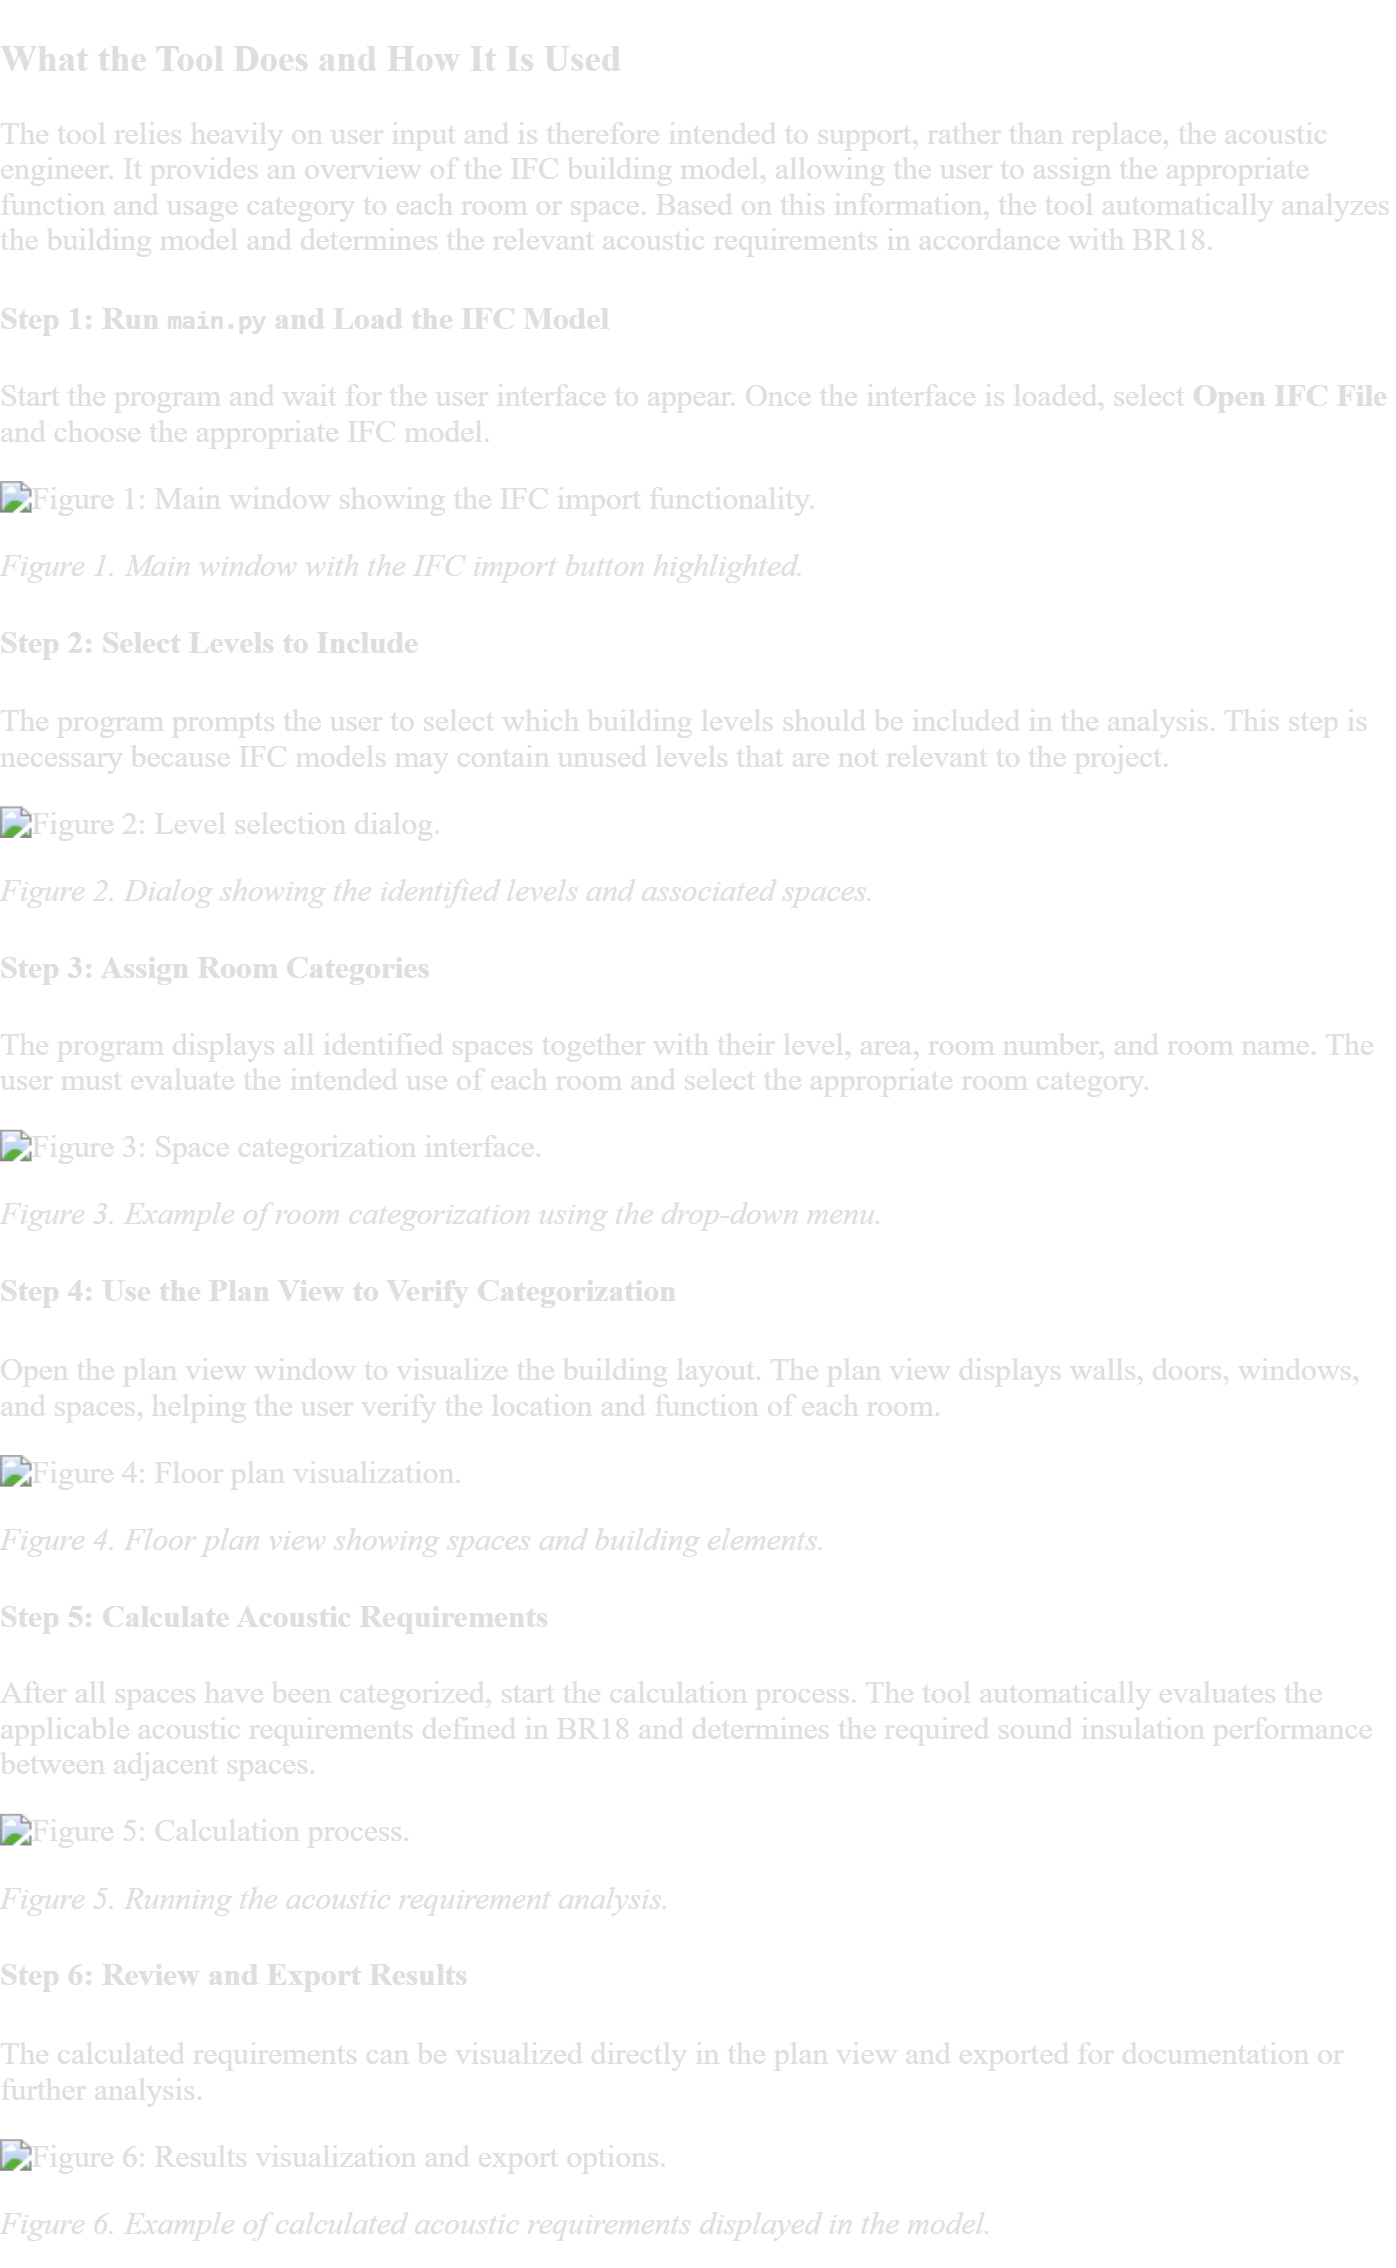 What the Tool Does and How It Is Used
The tool relies heavily on user input and is therefore intended to support, rather than replace, the acoustic
engineer. It provides an overview of the IFC building model, allowing the user to assign the appropriate
function and usage category to each room or space. Based on this information, the tool automatically analyzes
the building model and determines the relevant acoustic requirements in accordance with BR18.
Step 1: Run main.py and Load the IFC Model
Start the program and wait for the user interface to appear. Once the interface is loaded, select Open IFC File
and choose the appropriate IFC model.
Figure 1: Main window showing the IFC import functionality.
Figure 1. Main window with the IFC import button highlighted.
Step 2: Select Levels to Include
The program prompts the user to select which building levels should be included in the analysis. This step is
necessary because IFC models may contain unused levels that are not relevant to the project.
Figure 2: Level selection dialog.
Figure 2. Dialog showing the identified levels and associated spaces.
Step 3: Assign Room Categories
The program displays all identified spaces together with their level, area, room number, and room name. The
user must evaluate the intended use of each room and select the appropriate room category.
Figure 3: Space categorization interface.
Figure 3. Example of room categorization using the drop-down menu.
Step 4: Use the Plan View to Verify Categorization
Open the plan view window to visualize the building layout. The plan view displays walls, doors, windows,
and spaces, helping the user verify the location and function of each room.
Figure 4: Floor plan visualization.
Figure 4. Floor plan view showing spaces and building elements.
Step 5: Calculate Acoustic Requirements
After all spaces have been categorized, start the calculation process. The tool automatically evaluates the
applicable acoustic requirements defined in BR18 and determines the required sound insulation performance
between adjacent spaces.
Figure 5: Calculation process.
Figure 5. Running the acoustic requirement analysis.
Step 6: Review and Export Results
The calculated requirements can be visualized directly in the plan view and exported for documentation or
further analysis.
Figure 6: Results visualization and export options.
Figure 6. Example of calculated acoustic requirements displayed in the model.